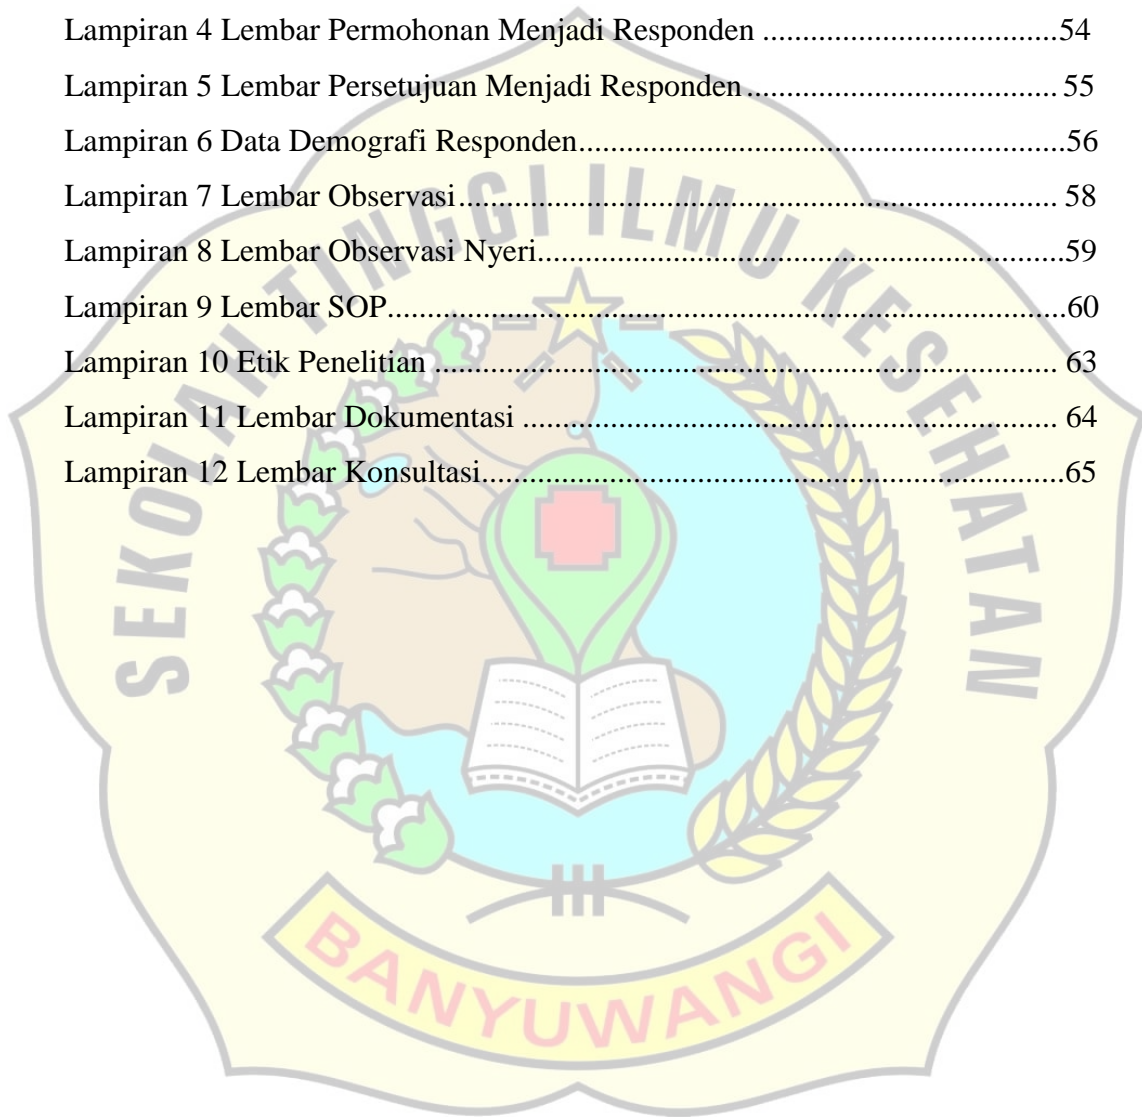 Lampiran 4 Lembar Permohonan Menjadi Responden .....................................54
Lampiran 5 Lembar Persetujuan Menjadi Responden ....................................... 55
Lampiran 6 Data Demografi Responden.............................................................56
Lampiran 7 Lembar Observasi ........................................................................... 58
Lampiran 8 Lembar Observasi Nyeri..................................................................59
Lampiran 9 Lembar SOP.....................................................................................60
Lampiran 10 Etik Penelitian .............................................................................. 63
Lampiran 11 Lembar Dokumentasi ................................................................... 64
Lampiran 12 Lembar Konsultasi.........................................................................65
SEKOLAH TINGGI ILMU KESEHATAN
BANYUWANGI